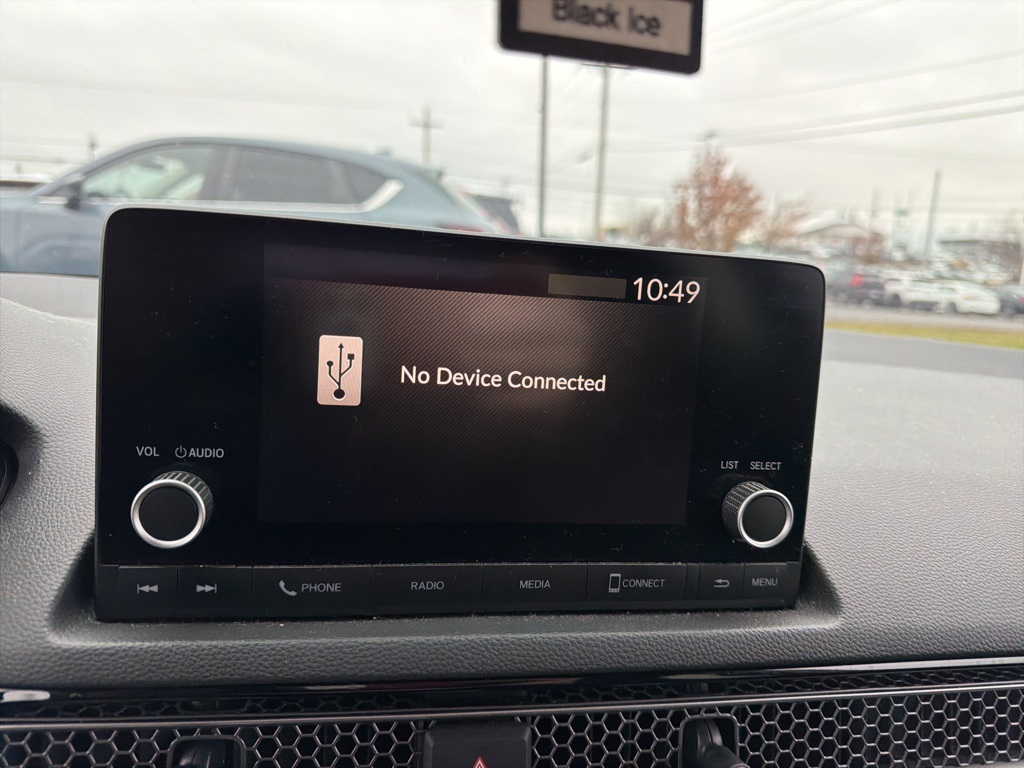 Black Ice
10:49
No Device Connected
VOL AUDIO
LIST SELECT
PHONE RADIO MEDIA CONNECT MENU